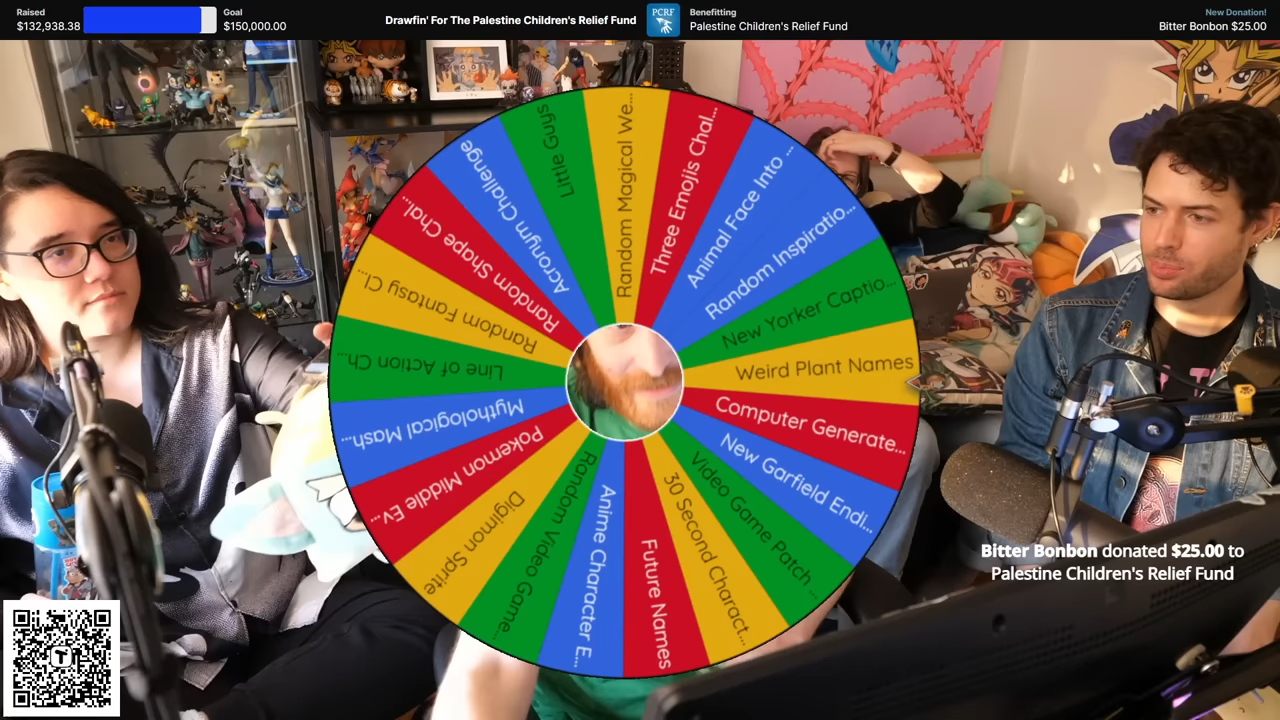 Raised
$132,938.38
Goal
$150,000.00
Drawfin' For The Palestine Children's Relief Fund
PCRF
Benefitting
Palestine Children's Relief Fund
New Donation!
Bitter Bonbon $25.00
Little Guys
Random Magical We...
Three Emojis Chal...
Animal Face Into ...
Random Inspiratio...
New Yorker Captio...
Weird Plant Names
Computer Generate...
New Garfield Endi...
Video Game Patch ...
30 Second Charact...
Future Names
Anime Character E...
Random Video Game...
Digimon Sprite
Pokemon Middle Ev...
Mythological Mash...
Line of Action Ch...
Random Fantasy Cl...
Random Shape Chal...
Acronym Challenge
Bitter Bonbon donated $25.00 to
Palestine Children's Relief Fund